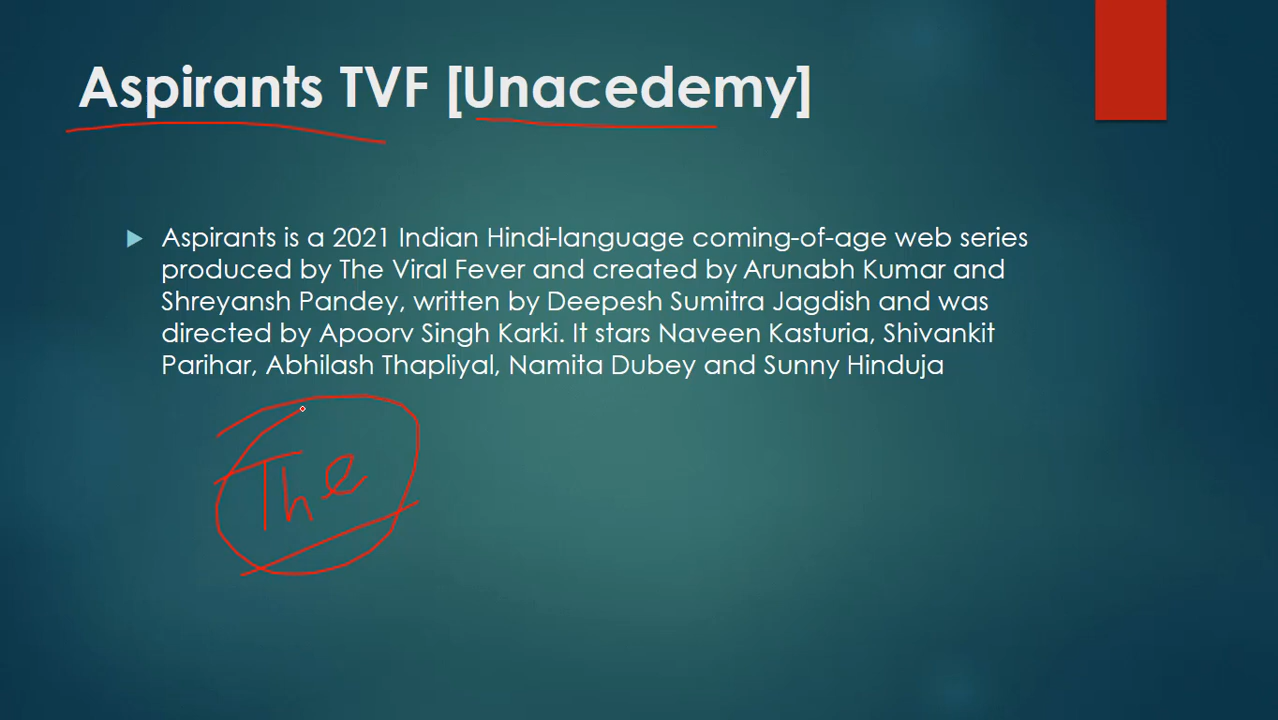 Aspirants TVF [Unacedemy]
Aspirants is a 2021 Indian Hindi-language coming-of-age web series
produced by The Viral Fever and created by Arunabh Kumar and
Shreyansh Pandey, written by Deepesh Sumitra Jagdish and was
directed by Apoorv Singh Karki. It stars Naveen Kasturia, Shivankit
Parihar, Abhilash Thapliyal, Namita Dubey and Sunny Hinduja
The